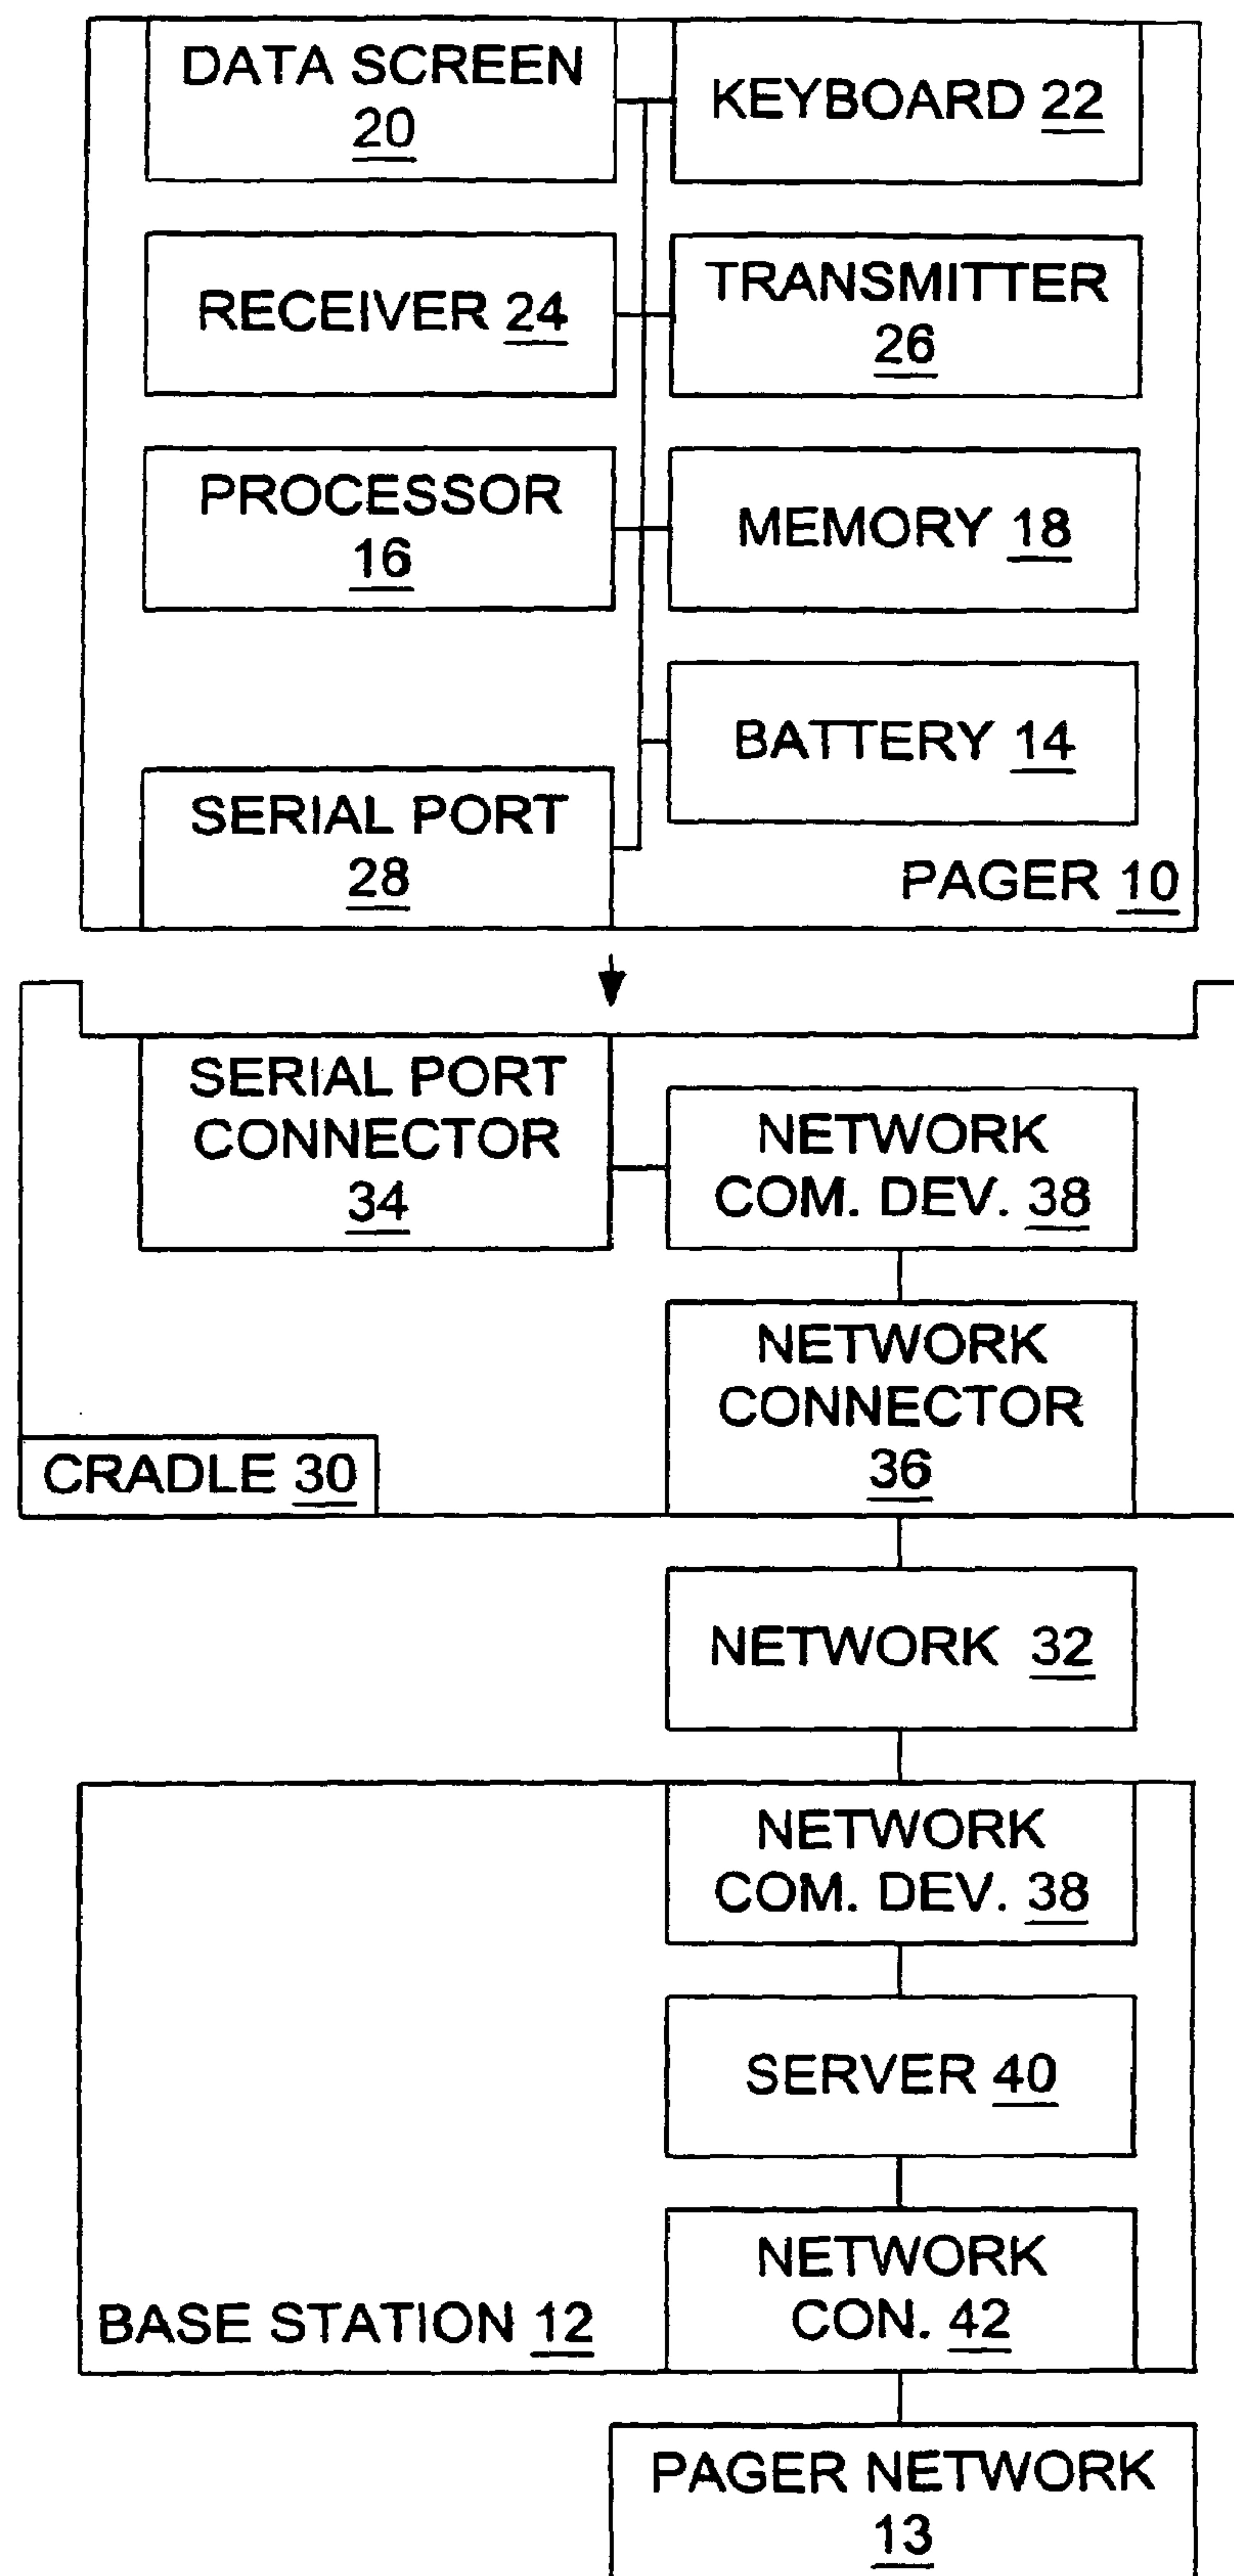 DATA SCREEN
20
KEYBOARD 22
RECEIVER 24
TRANSMITTER
26
PROCESSOR
16
MEMORY 18
BATTERY 14
SERIAL PORT
28
PAGER 10
SERIAL PORT
CONNECTOR
34
NETWORK
COM. DEV. 38
NETWORK
CONNECTOR
36
CRADLE 30
NETWORK 32
NETWORK
COM. DEV. 38
SERVER 40
NETWORK
CON. 42
BASE STATION 12
PAGER NETWORK
13